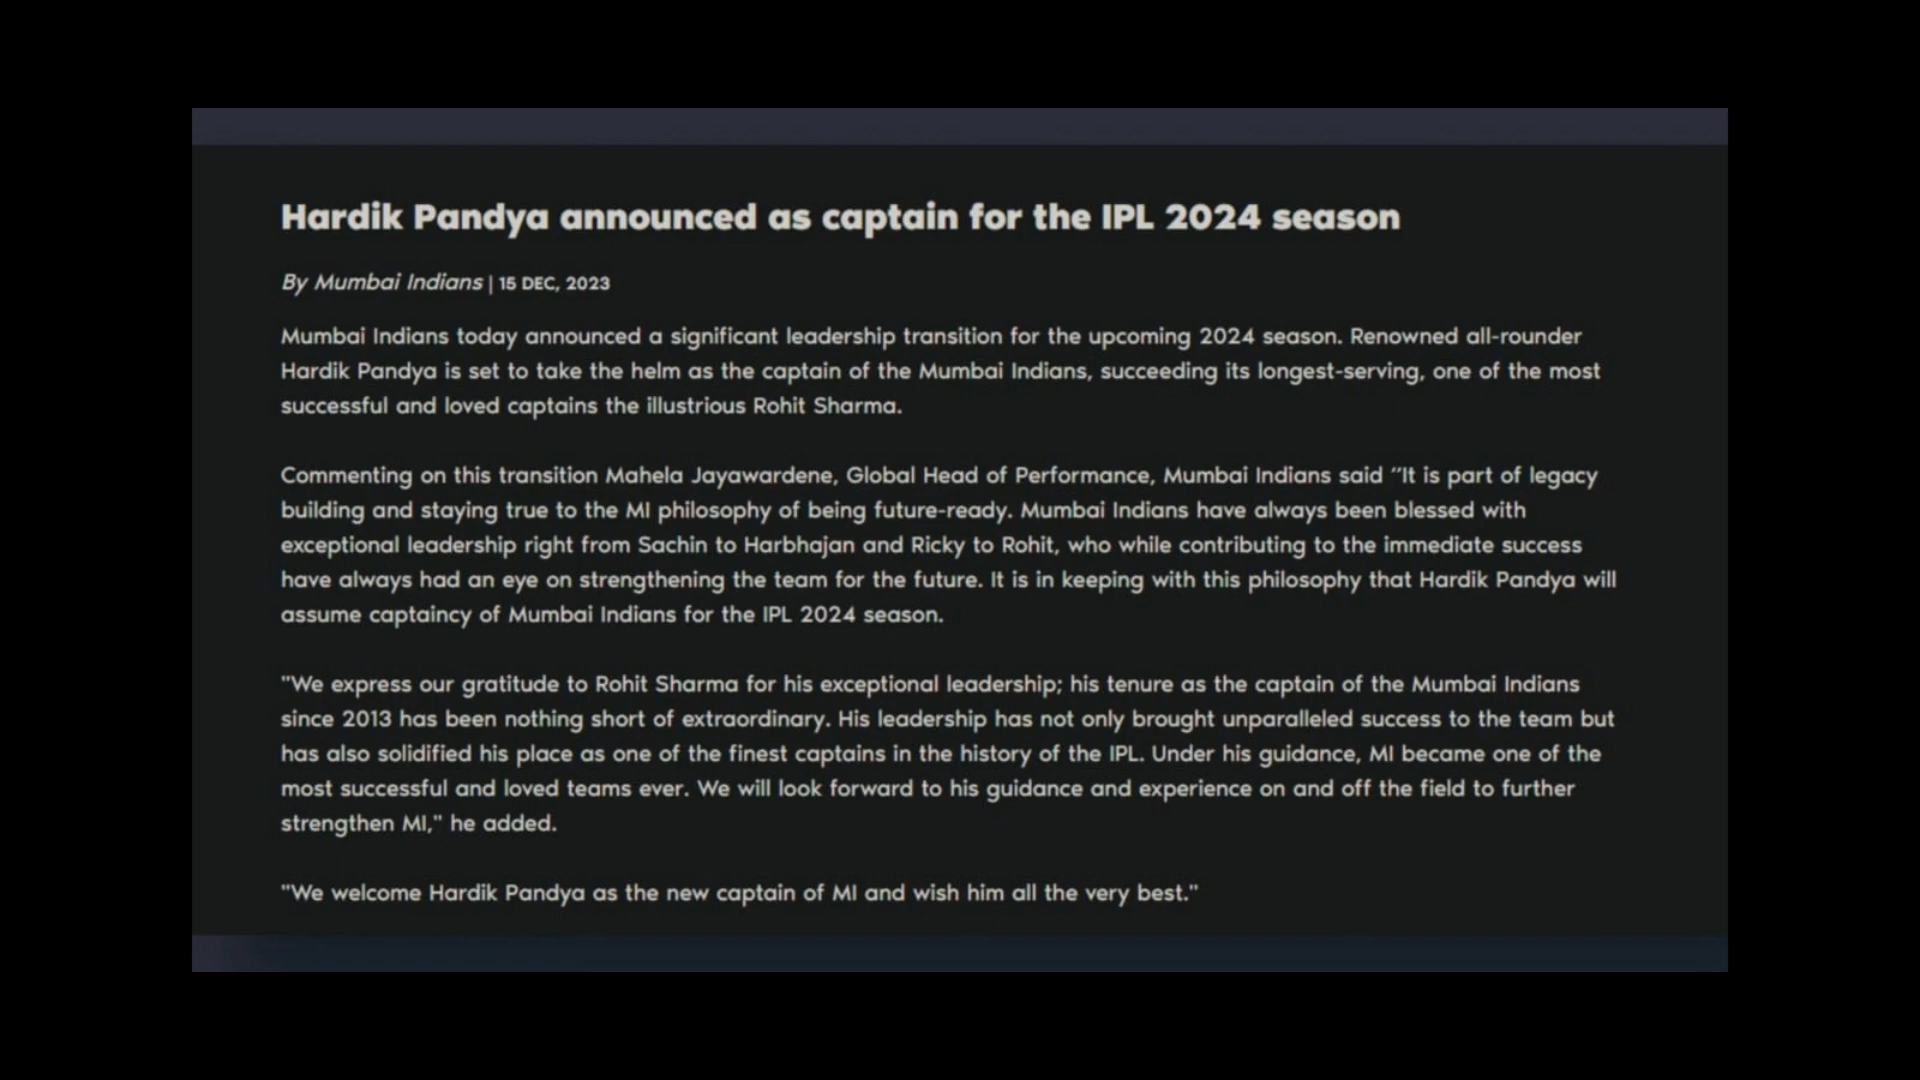 Hardik Pandya announced as captain for the IPL 2024 season
By Mumbai Indians | 15 DEC, 2023
Mumbai Indians today announced a significant leadership transition for the upcoming 2024 season. Renowned all-rounder
Hardik Pandya is set to take the helm as the captain of the Mumbai Indians, succeeding its longest-serving, one of the most
successful and loved captains the illustrious Rohit Sharma.
Commenting on this transition Mahela Jayawardene, Global Head of Performance, Mumbai Indians said “It is part of legacy
building and staying true to the MI philosophy of being future-ready. Mumbai Indians have always been blessed with
exceptional leadership right from Sachin to Harbhajan and Ricky to Rohit, who while contributing to the immediate success
have always had an eye on strengthening the team for the future. It is in keeping with this philosophy that Hardik Pandya will
assume captaincy of Mumbai Indians for the IPL 2024 season.
"We express our gratitude to Rohit Sharma for his exceptional leadership; his tenure as the captain of the Mumbai Indians
since 2013 has been nothing short of extraordinary. His leadership has not only brought unparalleled success to the team but
has also solidified his place as one of the finest captains in the history of the IPL. Under his guidance, MI became one of the
most successful and loved teams ever. We will look forward to his guidance and experience on and off the field to further
strengthen MI," he added.
"We welcome Hardik Pandya as the new captain of MI and wish him all the very best."